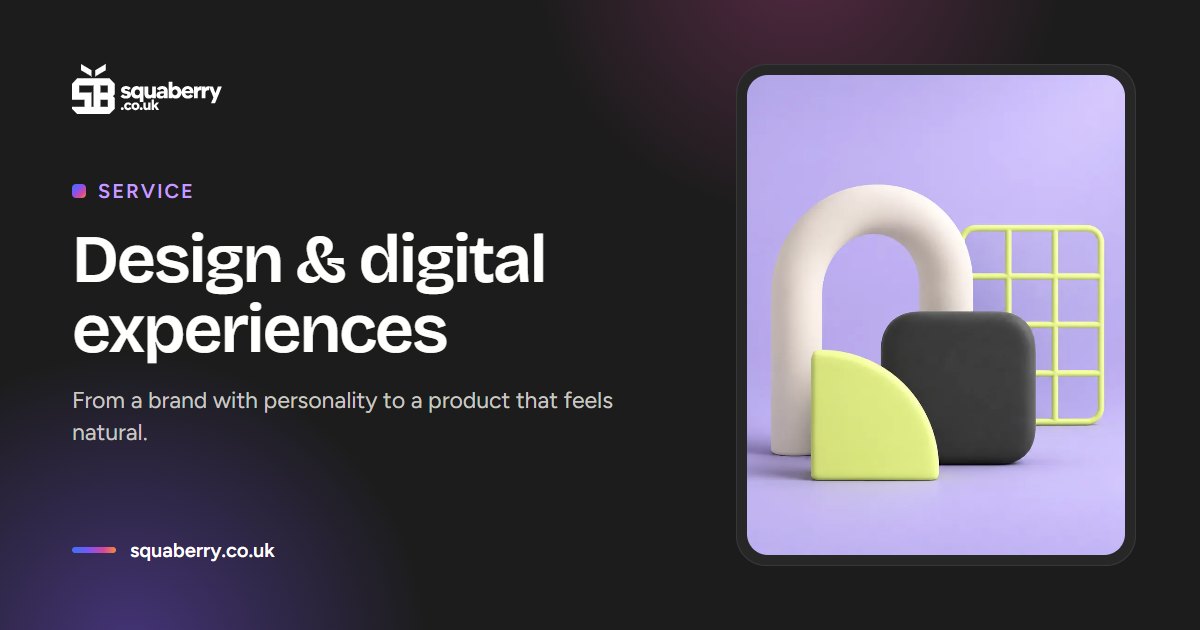 SB squaberry
.co.uk
SERVICE
Design & digital
experiences
From a brand with personality to a product that feels
natural.
squaberry.co.uk